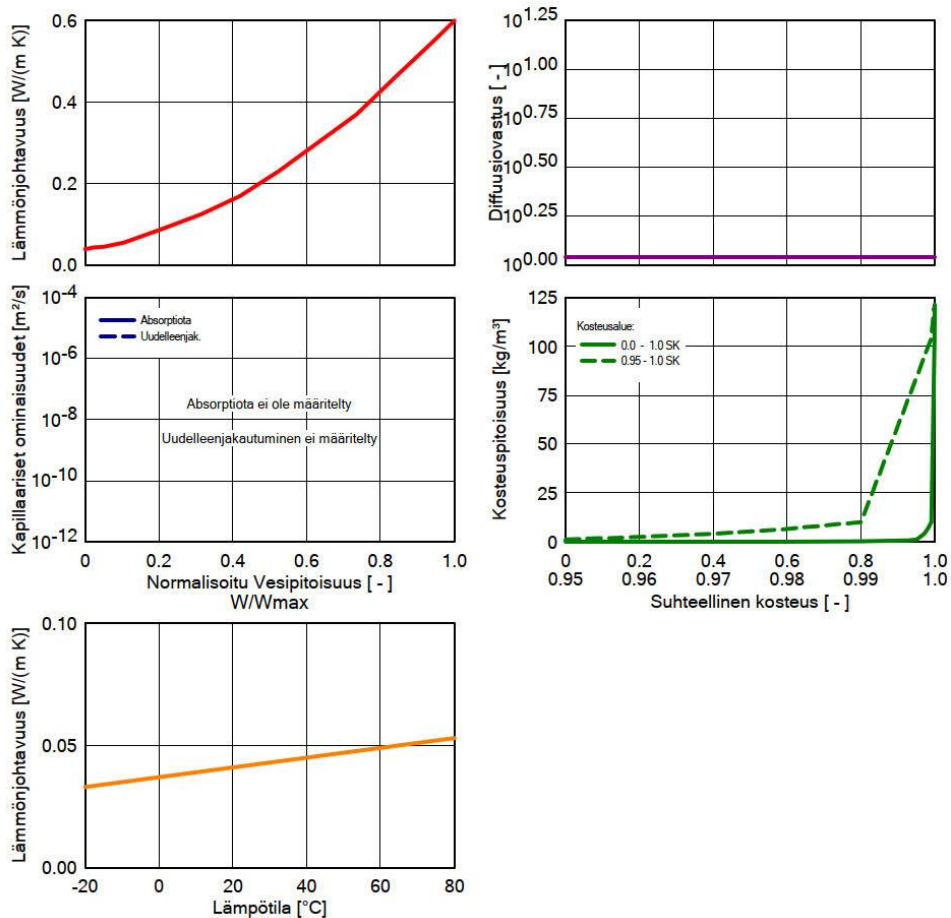 Lämmönjohtavuus [W/(m K)]
0.6
0.4
0.2
0.0
Diffuusiovastus [ - ]
10^1.25
10^1.00
10^0.75
10^0.50
10^0.25
10^0.00
Kapillaariset ominaisuudet [m²/s]
10^-4
10^-6
10^-8
10^-10
10^-12
Absorptiota
Uudelleenjak.
Absorptiota ei ole määritelty
Uudelleenjakautuminen ei määritelty
0 0.2 0.4 0.6 0.8 1.0
Normalisoitu Vesipitoisuus [ - ]
W/Wmax
Kosteuspitoisuus [kg/m³]
125
100
75
50
25
0
Kosteusalue:
0.0 - 1.0 SK
0.95 - 1.0 SK
0 0.2 0.4 0.6 0.8 1.0
0.95 0.96 0.97 0.98 0.99 1.0
Suhteellinen kosteus [ - ]
Lämmönjohtavuus [W/(m K)]
0.10
0.05
0.00
-20 0 20 40 60 80
Lämpötila [°C]